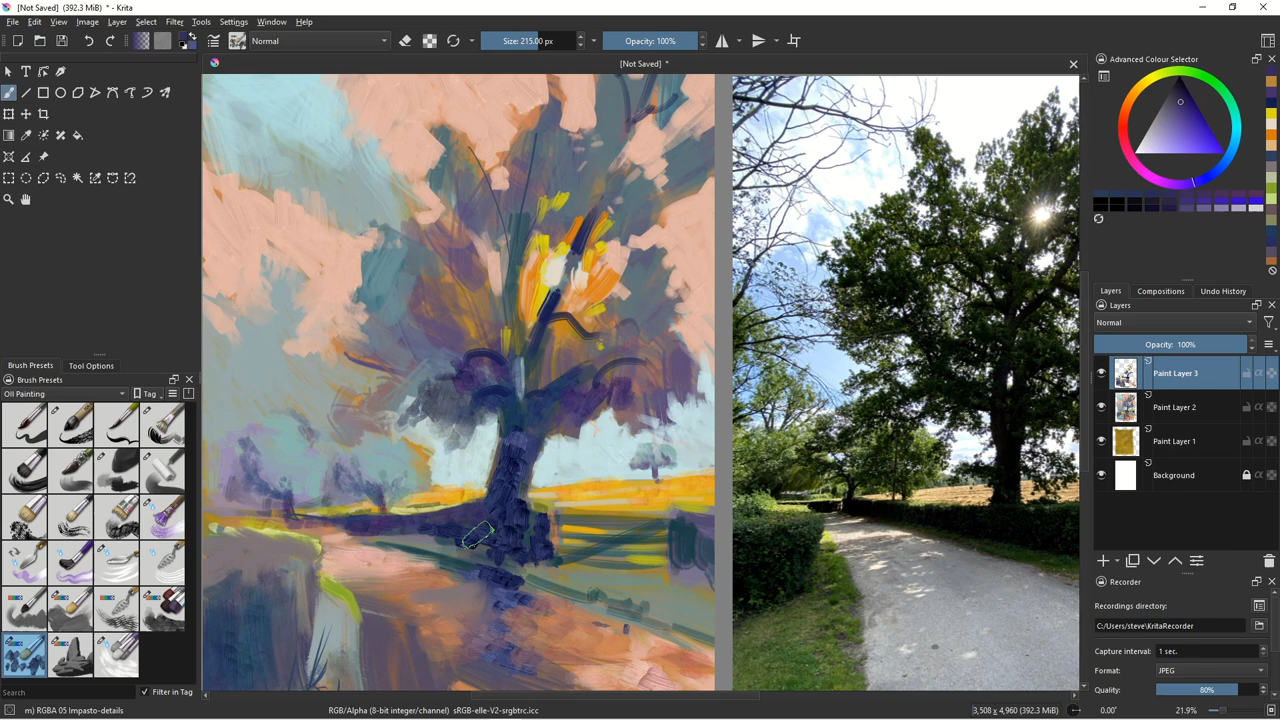 [Not Saved] (392.3 MiB) * - Krita
File Edit View Image Layer Select Filter Tools Settings Window Help
Normal
Size: 215.00 px
Opacity: 100%
[Not Saved] *
Advanced Colour Selector
Layers Compositions Undo History
Layers
Normal
Opacity: 100%
Paint Layer 3
Paint Layer 2
Paint Layer 1
Background
Brush Presets Tool Options
Brush Presets
Oil Painting
Tag
Recorder
Recordings directory:
C:/Users/steve/KritaRecorder
Capture interval: 1 sec.
Format: JPEG
Quality: 80%
Search
Filter in Tag
m) RGBA 05 Impasto-details
RGB/Alpha (8-bit integer/channel) sRGB-elle-V2-srgbtrc.icc
3,508 x 4,960 (392.3 MiB)
0.00°
21.9%